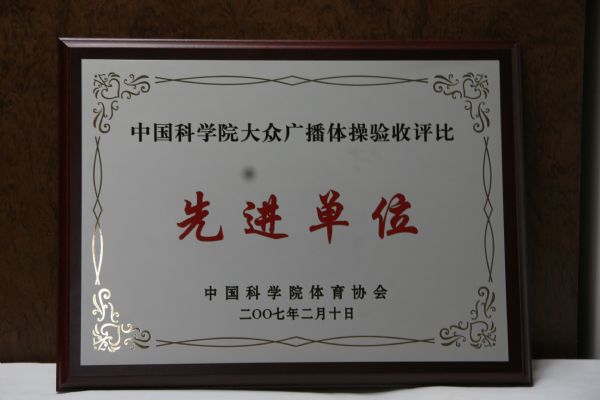 中国科学院大众广播体操验收评比
先进单位
中国科学院体育协会
二〇〇七年二月十日